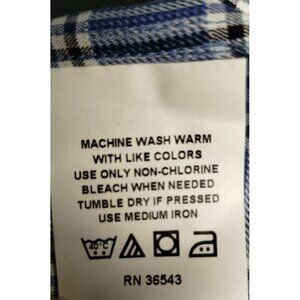 MACHINE WASH WARM
WITH LIKE COLORS
USE ONLY NON-CHLORINE
BLEACH WHEN NEEDED
TUMBLE DRY IF PRESSED
USE MEDIUM IRON
40°C
RN 36543